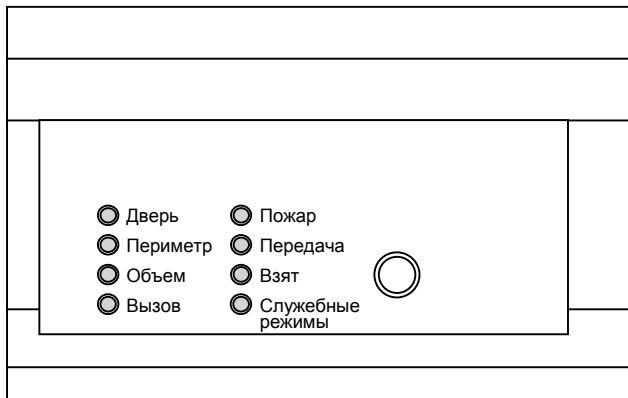 Дверь
Периметр
Объем
Вызов
Пожар
Передача
Взят
Служебные
режимы